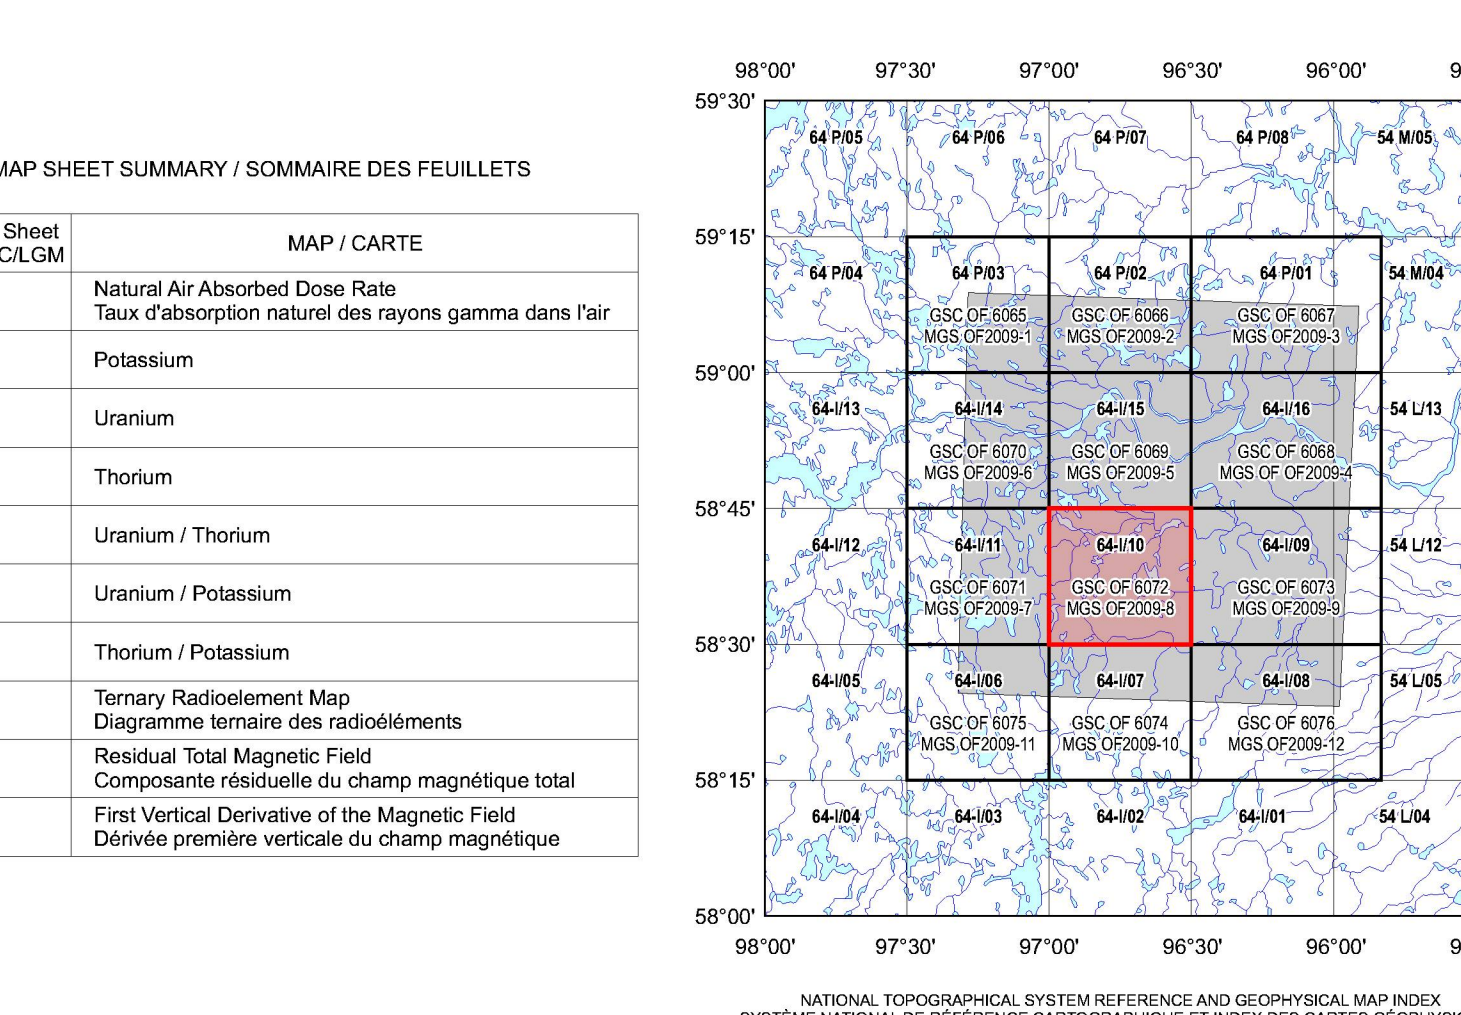 MAP SHEET SUMMARY / SOMMAIRE DES FEUILLETS
Sheet
C/LGM
MAP / CARTE
Natural Air Absorbed Dose Rate
Taux d'absorption naturel des rayons gamma dans l'air
Potassium
Uranium
Thorium
Uranium / Thorium
Uranium / Potassium
Thorium / Potassium
Ternary Radioelement Map
Diagramme ternaire des radioéléments
Residual Total Magnetic Field
Composante résiduelle du champ magnétique total
First Vertical Derivative of the Magnetic Field
Dérivée première verticale du champ magnétique
98°00' 97°30' 97°00' 96°30' 96°00' 9
59°30'
64 P/05 64 P/06 64 P/07 64 P/08 54 M/05
59°15'
64 P/04 64 P/03 64 P/02 64 P/01 54 M/04
GSC OF 6065 GSC OF 6066 GSC OF 6067
MGS OF2009-1 MGS OF2009-2 MGS OF2009-3
59°00'
64-I/13 64-I/14 64-I/15 64-I/16 54 L/13
GSC OF 6070 GSC OF 6069 GSC OF 6068
MGS OF2009-6 MGS OF2009-5 MGS OF OF2009-4
58°45'
64-I/12 64-I/11 64-I/10 64-I/09 54 L/12
GSC OF 6071 GSC OF 6072 GSC OF 6073
MGS OF2009-7 MGS OF2009-8 MGS OF2009-9
58°30'
64-I/05 64-I/06 64-I/07 64-I/08 54 L/05
GSC OF 6075 GSC OF 6074 GSC OF 6076
MGS OF2009-11 MGS OF2009-10 MGS OF2009-12
58°15'
64-I/04 64-I/03 64-I/02 64-I/01 54 L/04
58°00'
98°00' 97°30' 97°00' 96°30' 96°00' 9
NATIONAL TOPOGRAPHICAL SYSTEM REFERENCE AND GEOPHYSICAL MAP INDEX
SYSTÈME NATIONAL DE RÉFÉRENCE CARTOGRAPHIQUE ET INDEX DES CARTES GÉOPHYSI